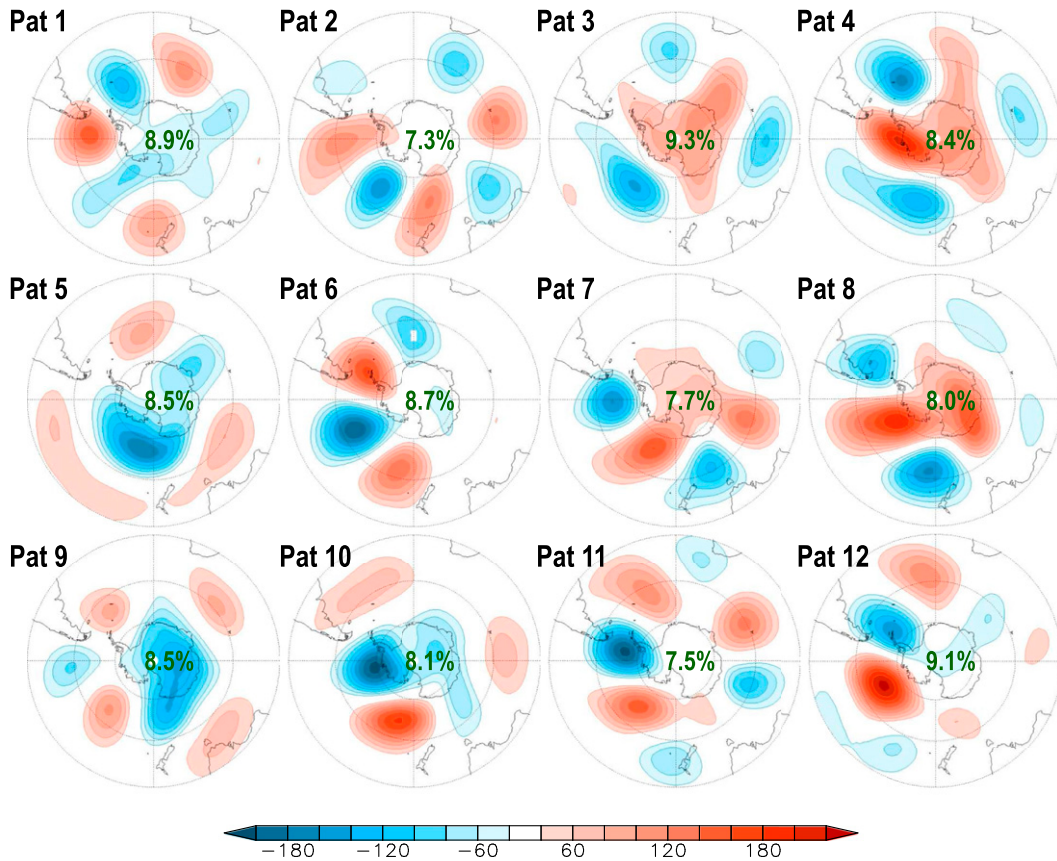 Pat 1 Pat 2 Pat 3 Pat 4
8.9% 7.3% 9.3% 8.4%
Pat 5 Pat 6 Pat 7 Pat 8
8.5% 8.7% 7.7% 8.0%
Pat 9 Pat 10 Pat 11 Pat 12
8.5% 8.1% 7.5% 9.1%
-180 -120 -60 60 120 180